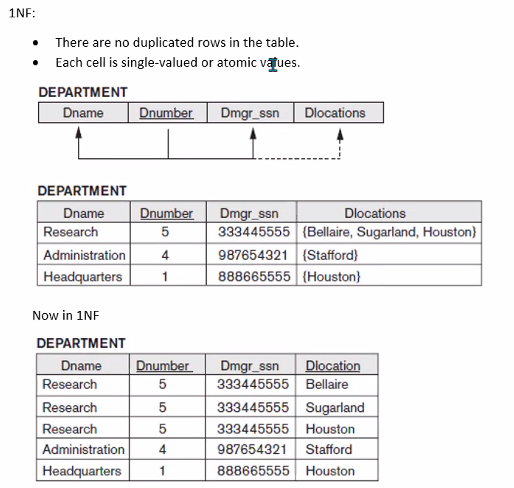 1NF:
• There are no duplicated rows in the table.
• Each cell is single-valued or atomic values.
DEPARTMENT
Dname Dnumber Dmgr_ssn Dlocations
DEPARTMENT
Dname Dnumber Dmgr_ssn Dlocations
Research 5 333445555 {Bellaire, Sugarland, Houston}
Administration 4 987654321 {Stafford}
Headquarters 1 888665555 {Houston}
Now in 1NF
DEPARTMENT
Dname Dnumber Dmgr_ssn Dlocation
Research 5 333445555 Bellaire
Research 5 333445555 Sugarland
Research 5 333445555 Houston
Administration 4 987654321 Stafford
Headquarters 1 888665555 Houston